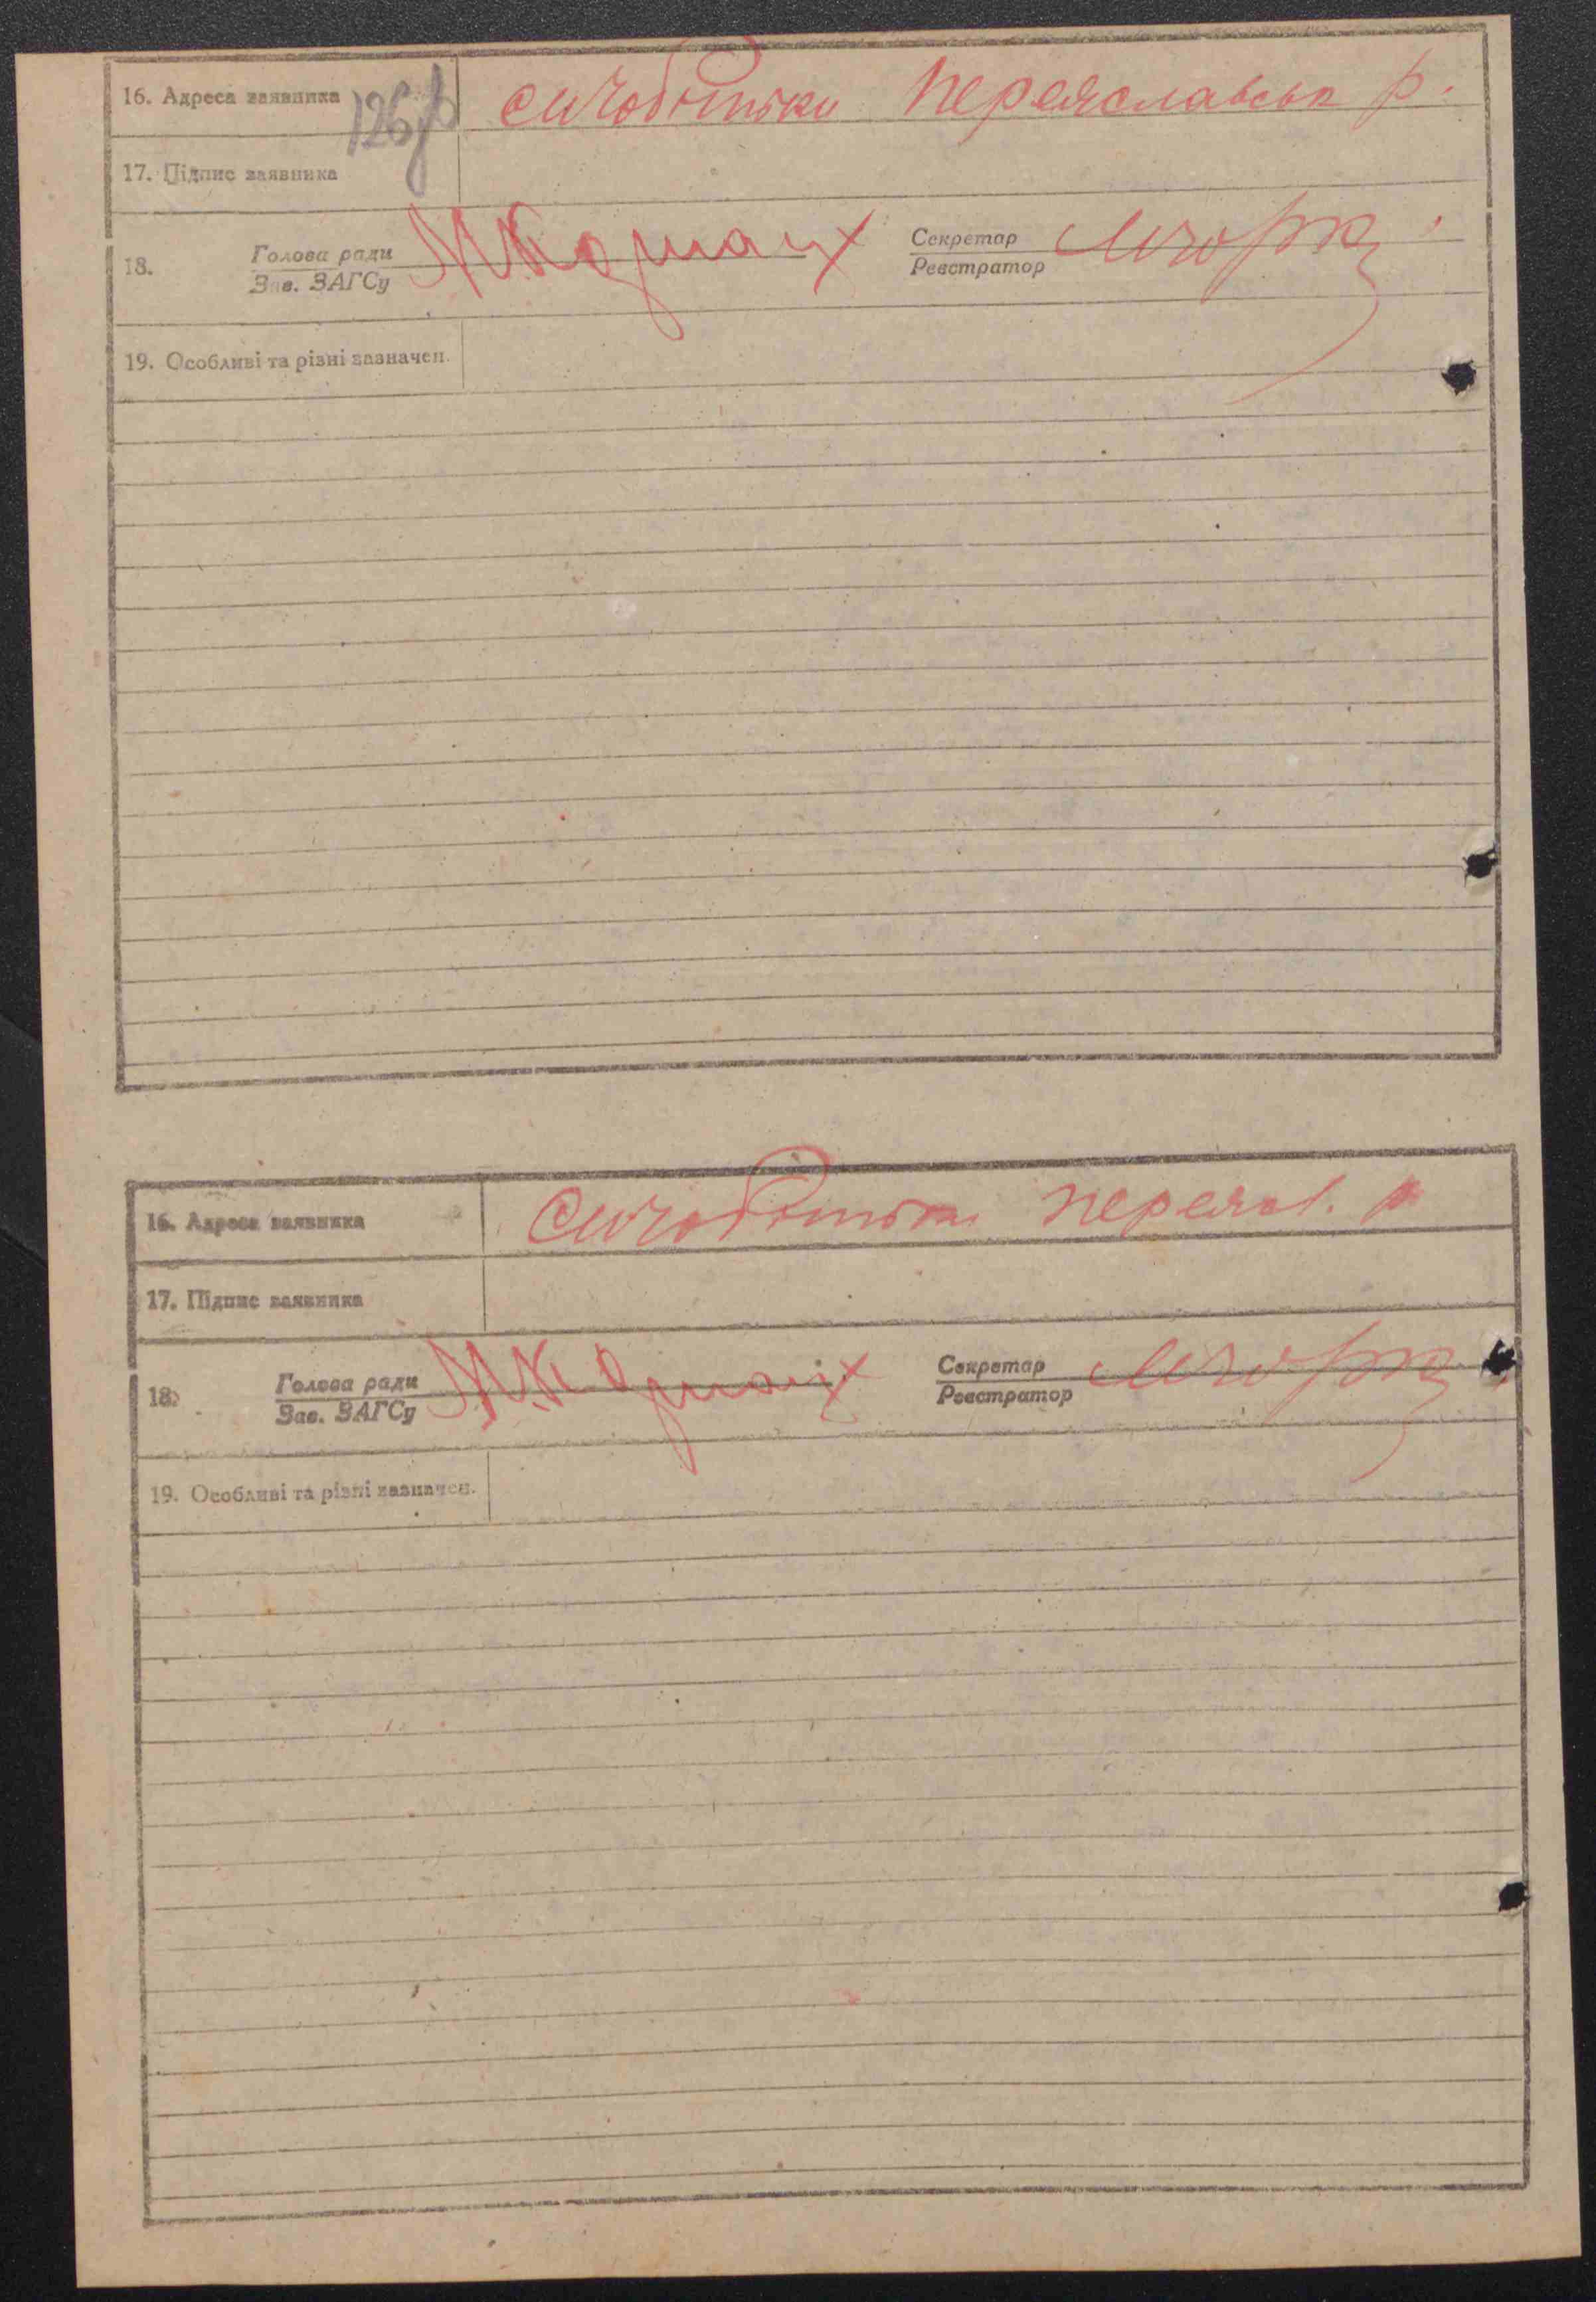 16. Адреса заявника
126
Переяславськ р.
17. Підпис заявника
18.
Голова ради
Зав. ЗАГСу
Секретар
Реєстратор
19. Особливі та різні зазначен.
16. Адреса заявника
Переясл. р
17. Підпис заявника
18.
Голова ради
Зав. ЗАГСу
Секретар
Реєстратор
19. Особливі та різні зазначен.